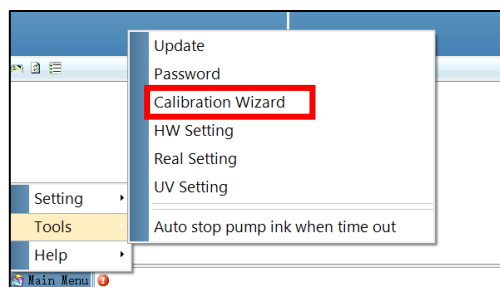 Update
Password
Calibration Wizard
HW Setting
Real Setting
UV Setting
Auto stop pump ink when time out
Setting
Tools
Help
Main Menu